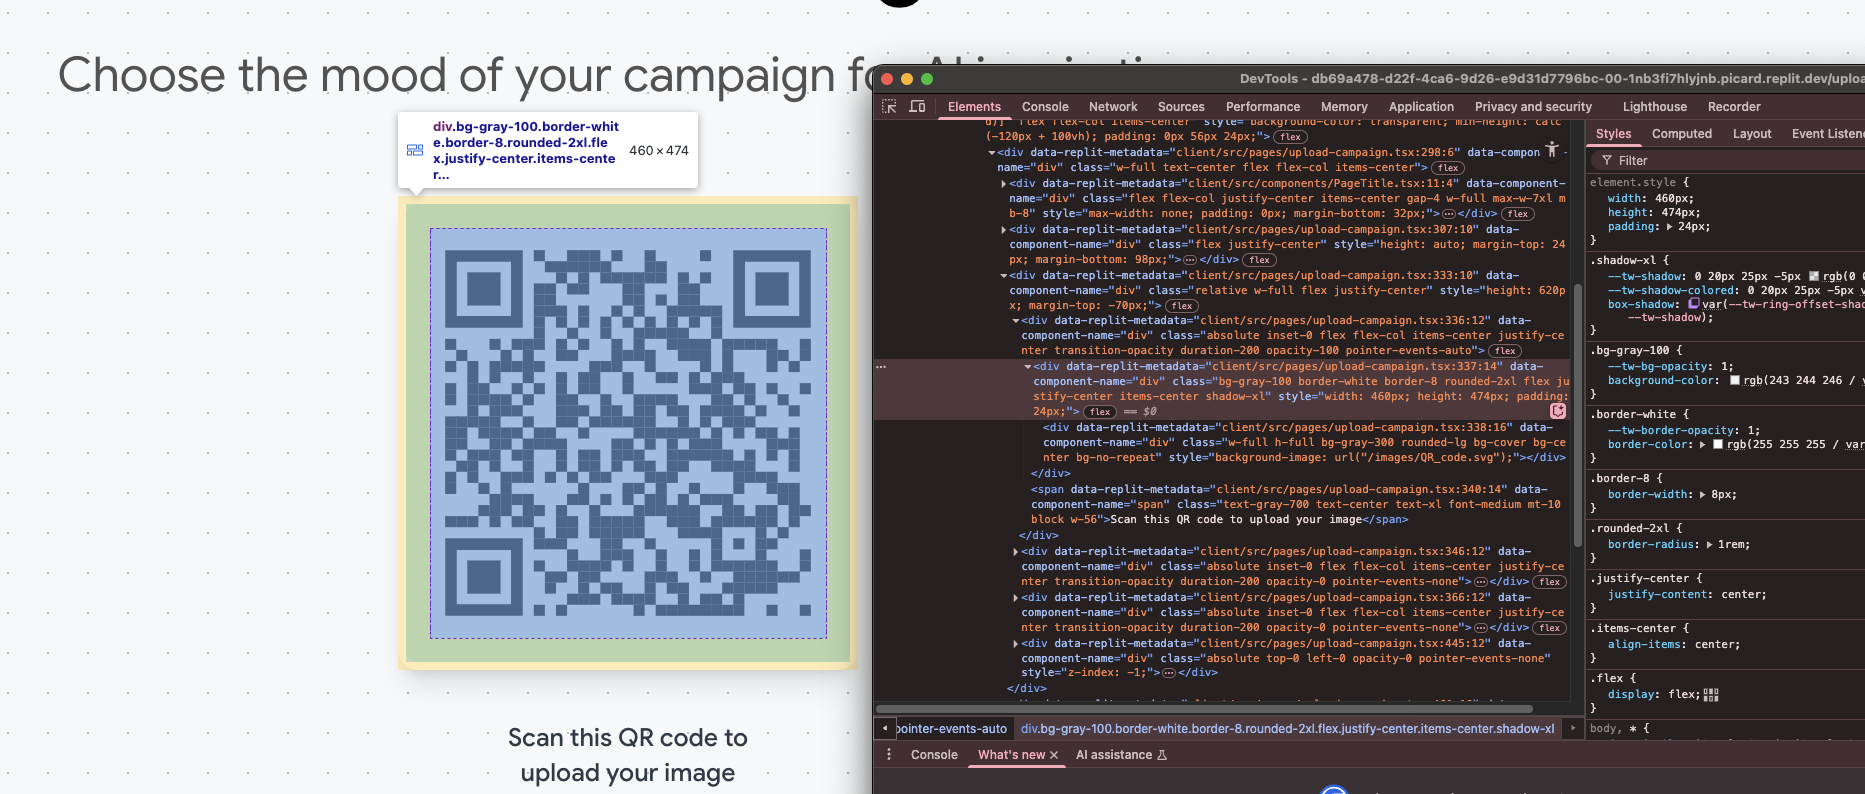 Choose the mood of your campaign fo
div.bg-gray-100.border-whit
e.border-8.rounded-2xl.fle
x.justify-center.items-cente
r...
460 × 474
Scan this QR code to
upload your image
DevTools - db69a478-d22f-4ca6-9d26-e9d31d7796bc-00-1nb3fi7hlyjnb.picard.replit.dev/uploa
Elements Console Network Sources Performance Memory Application Privacy and security Lighthouse Recorder
d)]" flex flex-col items-center" style="background-color: transparent; min-height: calc
(-120px + 100vh); padding: 0px 56px 24px;"> flex
<div data-replit-metadata="client/src/pages/upload-campaign.tsx:298:6" data-compon
name="div" class="w-full text-center flex flex-col items-center"> flex
<div data-replit-metadata="client/src/components/PageTitle.tsx:11:4" data-component-
name="div" class="flex flex-col justify-center items-center gap-4 w-full max-w-7xl m
b-8" style="max-width: none; padding: 0px; margin-bottom: 32px;">…</div> flex
<div data-replit-metadata="client/src/pages/upload-campaign.tsx:307:10" data-
component-name="div" class="flex justify-center" style="height: auto; margin-top: 24
px; margin-bottom: 98px;">…</div> flex
<div data-replit-metadata="client/src/pages/upload-campaign.tsx:333:10" data-
component-name="div" class="relative w-full flex justify-center" style="height: 620p
x; margin-top: -70px;"> flex
<div data-replit-metadata="client/src/pages/upload-campaign.tsx:336:12" data-
component-name="div" class="absolute inset-0 flex flex-col items-center justify-ce
nter transition-opacity duration-200 opacity-100 pointer-events-auto"> flex
<div data-replit-metadata="client/src/pages/upload-campaign.tsx:337:14" data-
component-name="div" class="bg-gray-100 border-white border-8 rounded-2xl flex ju
stify-center items-center shadow-xl" style="width: 460px; height: 474px; padding:
24px;"> flex == $0
<div data-replit-metadata="client/src/pages/upload-campaign.tsx:338:16" data-
component-name="div" class="w-full h-full bg-gray-300 rounded-lg bg-cover bg-ce
nter bg-no-repeat" style="background-image: url("/images/QR_code.svg");"></div>
</div>
<span data-replit-metadata="client/src/pages/upload-campaign.tsx:340:14" data-
component-name="span" class="text-gray-700 text-center text-xl font-medium mt-10
block w-56">Scan this QR code to upload your image</span>
</div>
<div data-replit-metadata="client/src/pages/upload-campaign.tsx:346:12" data-
component-name="div" class="absolute inset-0 flex flex-col items-center justify-ce
nter transition-opacity duration-200 opacity-0 pointer-events-none">…</div> flex
<div data-replit-metadata="client/src/pages/upload-campaign.tsx:366:12" data-
component-name="div" class="absolute inset-0 flex flex-col items-center justify-ce
nter transition-opacity duration-200 opacity-0 pointer-events-none">…</div> flex
<div data-replit-metadata="client/src/pages/upload-campaign.tsx:445:12" data-
component-name="div" class="absolute top-0 left-0 opacity-0 pointer-events-none"
style="z-index: -1;">…</div>
</div>
pointer-events-auto div.bg-gray-100.border-white.border-8.rounded-2xl.flex.justify-center.items-center.shadow-xl
Console What's new × AI assistance
Styles Computed Layout Event Listene
Filter
element.style {
width: 460px;
height: 474px;
padding: 24px;
}
.shadow-xl {
--tw-shadow: 0 20px 25px -5px rgb(0 0
--tw-shadow-colored: 0 20px 25px -5px v
box-shadow: var(--tw-ring-offset-shad
--tw-shadow);
}
.bg-gray-100 {
--tw-bg-opacity: 1;
background-color: rgb(243 244 246 / v
}
.border-white {
--tw-border-opacity: 1;
border-color: rgb(255 255 255 / var
}
.border-8 {
border-width: 8px;
}
.rounded-2xl {
border-radius: 1rem;
}
.justify-center {
justify-content: center;
}
.items-center {
align-items: center;
}
.flex {
display: flex;
}
body, * {